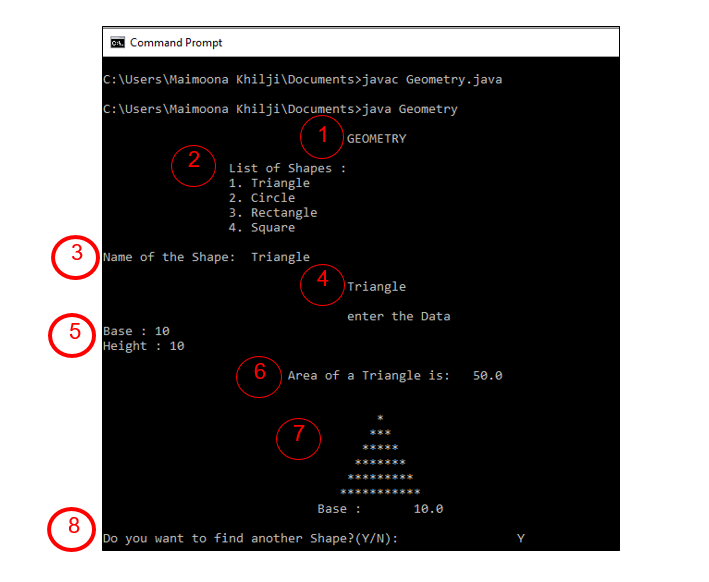 Command Prompt
C:\Users\Maimoona Khilji\Documents>javac Geometry.java
C:\Users\Maimoona Khilji\Documents>java Geometry
1 GEOMETRY
2 List of Shapes :
1. Triangle
2. Circle
3. Rectangle
4. Square
3 Name of the Shape: Triangle
4 Triangle
enter the Data
5 Base : 10
Height : 10
6 Area of a Triangle is: 50.0
*
7 ***
*****
*******
*********
***********
Base : 10.0
8 Do you want to find another Shape?(Y/N): Y